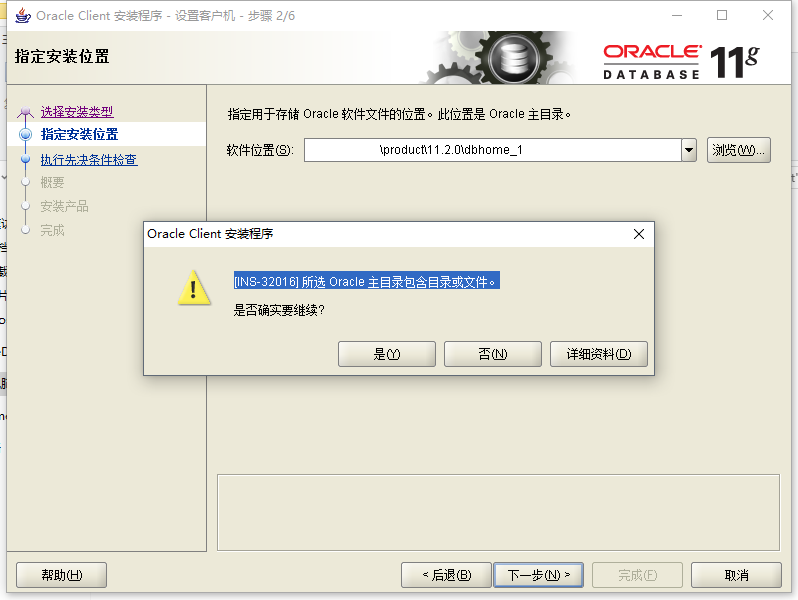 Oracle Client 安装程序 - 设置客户机 - 步骤 2/6
指定安装位置
ORACLE
DATABASE 11g
选择安装类型
指定安装位置
执行先决条件检查
概要
安装产品
完成
指定用于存储 Oracle 软件文件的位置。此位置是 Oracle 主目录。
软件位置(S): \product\11.2.0\dbhome_1 浏览(W)...
Oracle Client 安装程序
[INS-32016] 所选 Oracle 主目录包含目录或文件。
是否确实要继续?
是(Y) 否(N) 详细资料(D)
帮助(H) < 后退(B) 下一步(N) > 完成(F) 取消